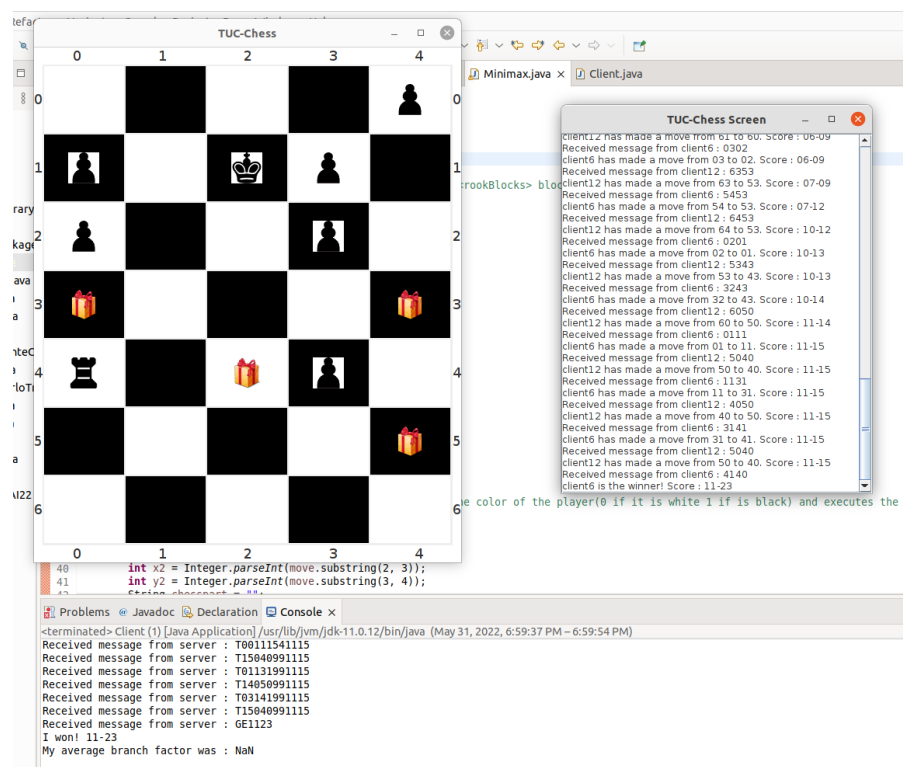 Refa
TUC-Chess
0 1 2 3 4
0 0
1 1
2 2
3 3
4 4
5 5
6 6
0 1 2 3 4
Minimax.java × Client.java
<rookBlocks> bloc
rary
kage
ava
a
nteC
rloTr
a
AI22
TUC-Chess Screen
client12 has made a move from 61 to 60. Score : 06-09
Received message from client6 : 0302
client6 has made a move from 03 to 02. Score : 06-09
Received message from client12 : 6353
client12 has made a move from 63 to 53. Score : 07-09
Received message from client6 : 5453
client6 has made a move from 54 to 53. Score : 07-12
Received message from client12 : 6453
client12 has made a move from 64 to 53. Score : 10-12
Received message from client6 : 0201
client6 has made a move from 02 to 01. Score : 10-13
Received message from client12 : 5343
client12 has made a move from 53 to 43. Score : 10-13
Received message from client6 : 3243
client6 has made a move from 32 to 43. Score : 10-14
Received message from client12 : 6050
client12 has made a move from 60 to 50. Score : 11-14
Received message from client6 : 0111
client6 has made a move from 01 to 11. Score : 11-15
Received message from client12 : 5040
client12 has made a move from 50 to 40. Score : 11-15
Received message from client6 : 1131
client6 has made a move from 11 to 31. Score : 11-15
Received message from client12 : 4050
client12 has made a move from 40 to 50. Score : 11-15
Received message from client6 : 3141
client6 has made a move from 31 to 41. Score : 11-15
Received message from client12 : 5040
client12 has made a move from 50 to 40. Score : 11-15
Received message from client6 : 4140
client6 is the winner! Score : 11-23
e color of the player(0 if it is white 1 if is black) and executes the
40 int x2 = Integer.parseInt(move.substring(2, 3));
41 int y2 = Integer.parseInt(move.substring(3, 4));
Problems @ Javadoc Declaration Console ×
<terminated> Client (1) [Java Application] /usr/lib/jvm/jdk-11.0.12/bin/java (May 31, 2022, 6:59:37 PM – 6:59:54 PM)
Received message from server : T00111541115
Received message from server : T15040991115
Received message from server : T01131991115
Received message from server : T14050991115
Received message from server : T03141991115
Received message from server : T15040991115
Received message from server : GE1123
I won! 11-23
My average branch factor was : NaN